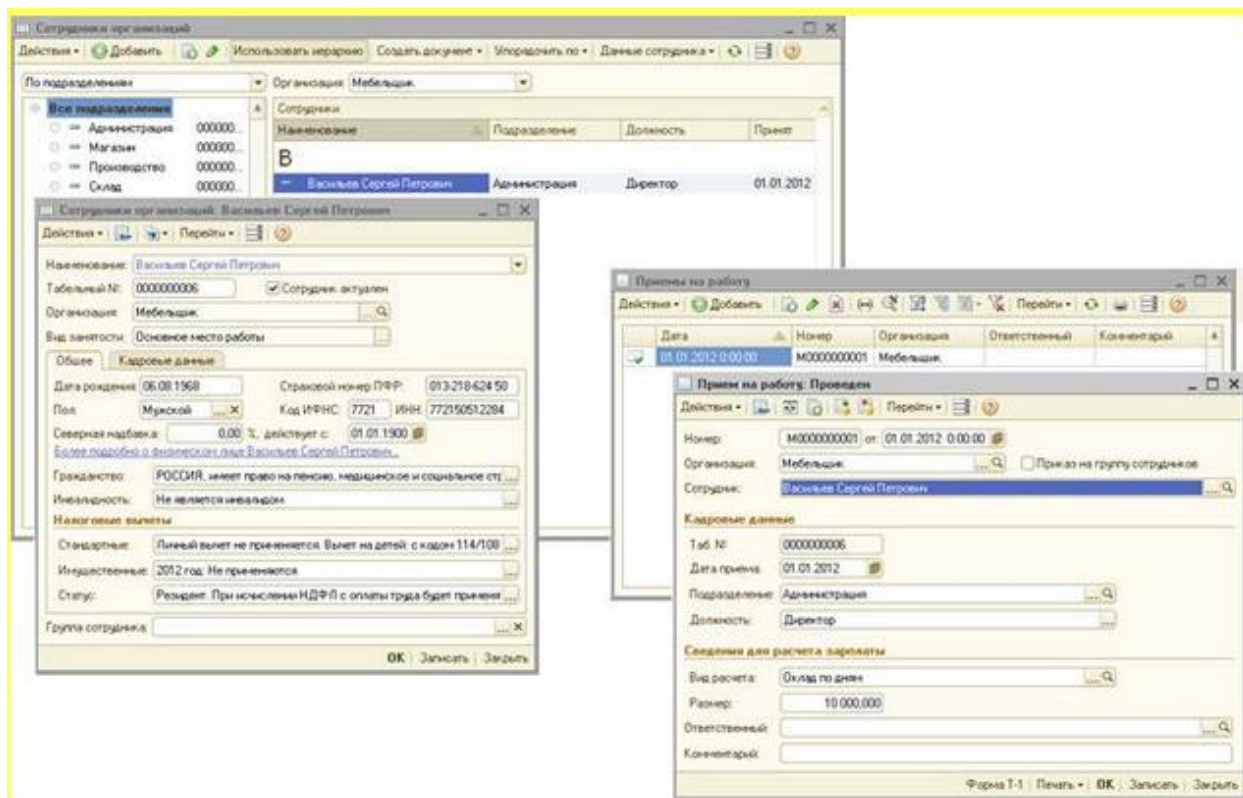 Сотрудники организаций
Действия Добавить Использовать иерархию Создать документ Упорядочить по Данные сотрудника
По подразделениям Организация: Мебельщик
Все подразделения
Администрация 000000...
Магазин 000000...
Производство 000000...
Склад 000000...
Сотрудники
Наименование Подразделение Должность Принят
В
Васильев Сергей Петрович Администрация Директор 01.01.2012
Сотрудники организаций: Васильев Сергей Петрович
Действия Перейти
Наименование: Васильев Сергей Петрович
Табельный №: 0000000006 Сотрудник актуален
Организация: Мебельщик
Вид занятости: Основное место работы
Общее Кадровые данные
Дата рождения: 06.08.1968 Страховой номер ПФР: 013-218-624 50
Пол: Мужской Код ИФНС: 7721 ИНН: 772150512284
Северная надбавка: 0,00 %, действует с: 01.01.1900
Более подробно о физическом лице Васильев Сергей Петрович...
Гражданство: РОССИЯ, имеет право на пенсию, медицинское и социальное стр
Инвалидность: Не является инвалидом
Налоговые вычеты
Стандартные: Личный вычет не применяется. Вычет на детей: с кодом 114/108
Имущественные: 2012 год: Не применяются
Статус: Резидент. При исчислении НДФЛ с оплаты труда будет применя
Группа сотрудника:
OK Записать Закрыть
Приемы на работу
Действия Добавить Перейти
Дата Номер Организация Ответственный Комментарий
01.01.2012 0:00:00 М0000000001 Мебельщик
Прием на работу: Проведен
Действия Перейти
Номер: М0000000001 от: 01.01.2012 0:00:00
Организация: Мебельщик Приказ на группу сотрудников
Сотрудник: Васильев Сергей Петрович
Кадровые данные
Таб. №: 0000000006
Дата приема: 01.01.2012
Подразделение: Администрация
Должность: Директор
Сведения для расчета зарплаты
Вид расчета: Оклад по дням
Размер: 10 000,000
Ответственный:
Комментарий:
Форма Т-1 Печать OK Записать Закрыть